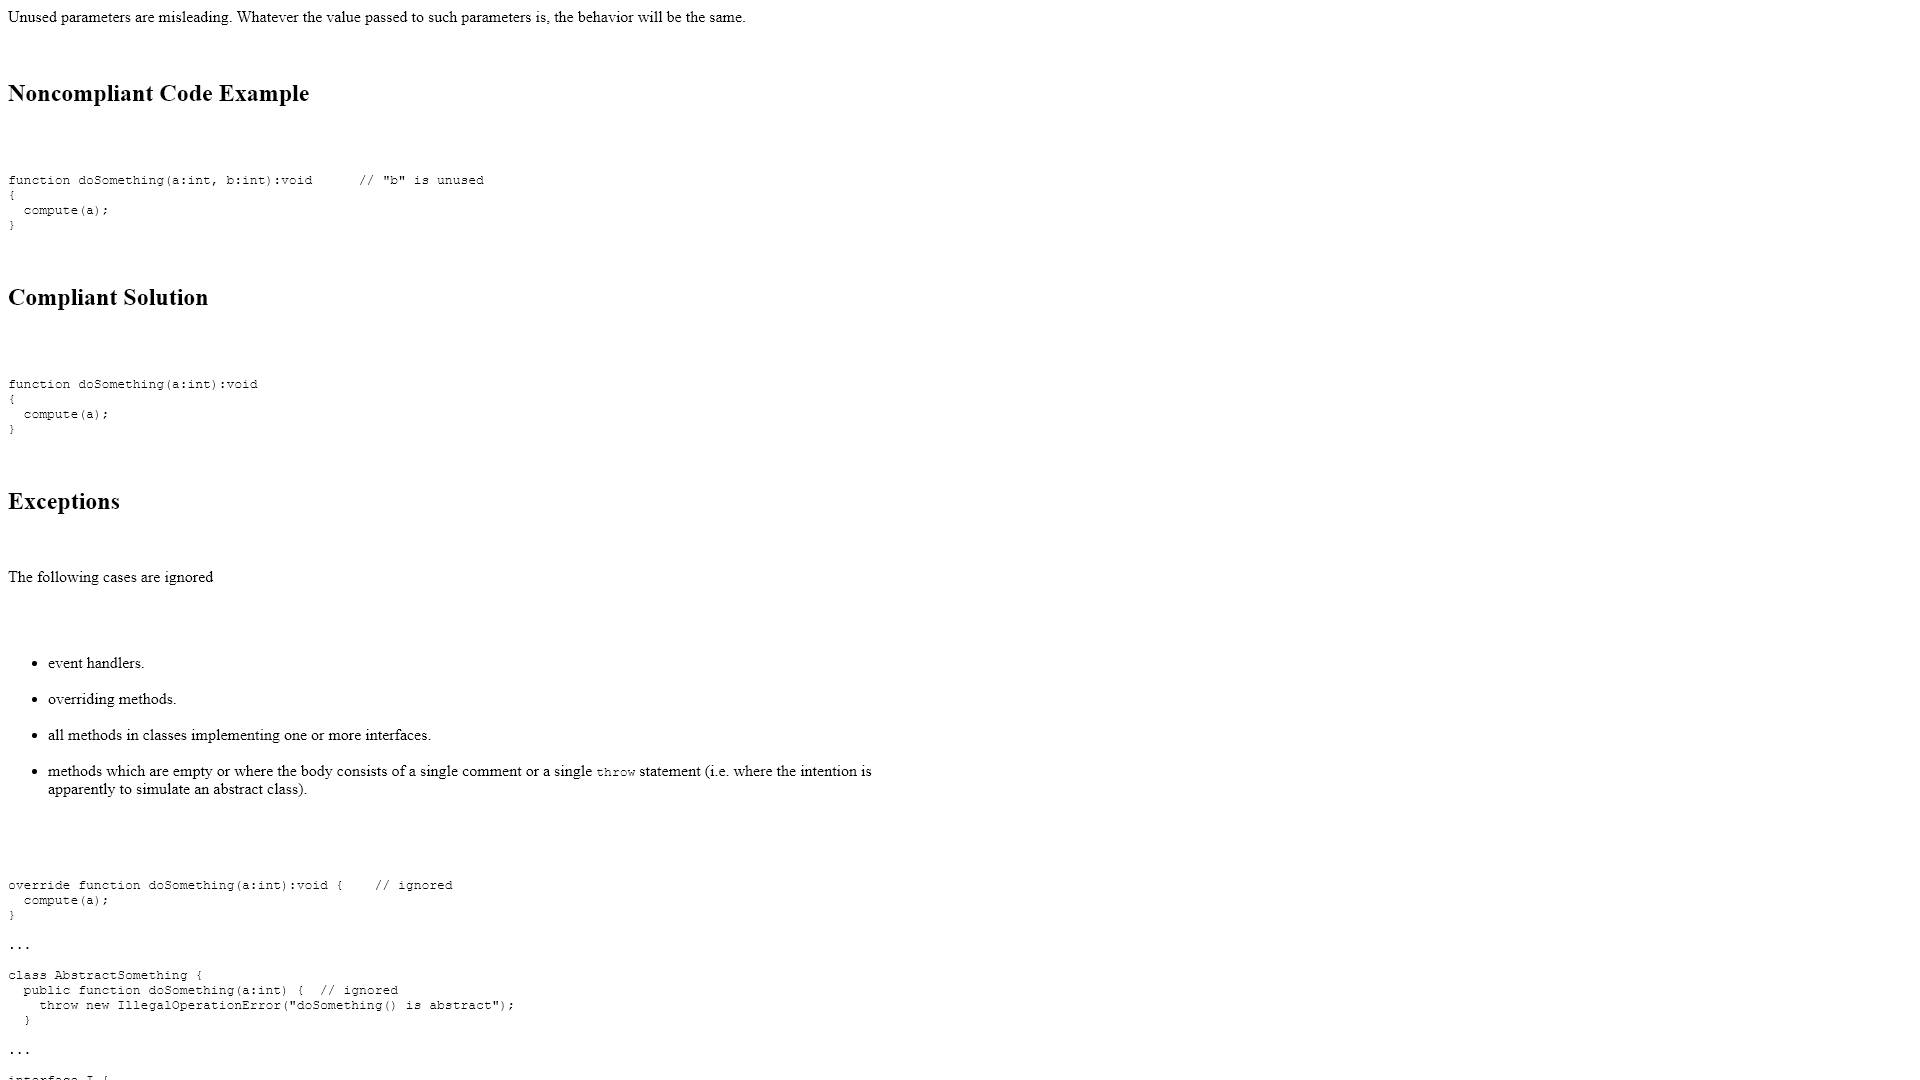 Unused parameters are misleading. Whatever the value passed to such parameters is, the behavior will be the same.
Noncompliant Code Example
function doSomething(a:int, b:int):void      // "b" is unused
{
  compute(a);
}
Compliant Solution
function doSomething(a:int):void
{
  compute(a);
}
Exceptions
The following cases are ignored
• event handlers.
• overriding methods.
• all methods in classes implementing one or more interfaces.
• methods which are empty or where the body consists of a single comment or a single throw statement (i.e. where the intention is
apparently to simulate an abstract class).
override function doSomething(a:int):void {    // ignored
  compute(a);
}
...
class AbstractSomething {
  public function doSomething(a:int) {  // ignored
    throw new IllegalOperationError("doSomething() is abstract");
  }
...
interface I {